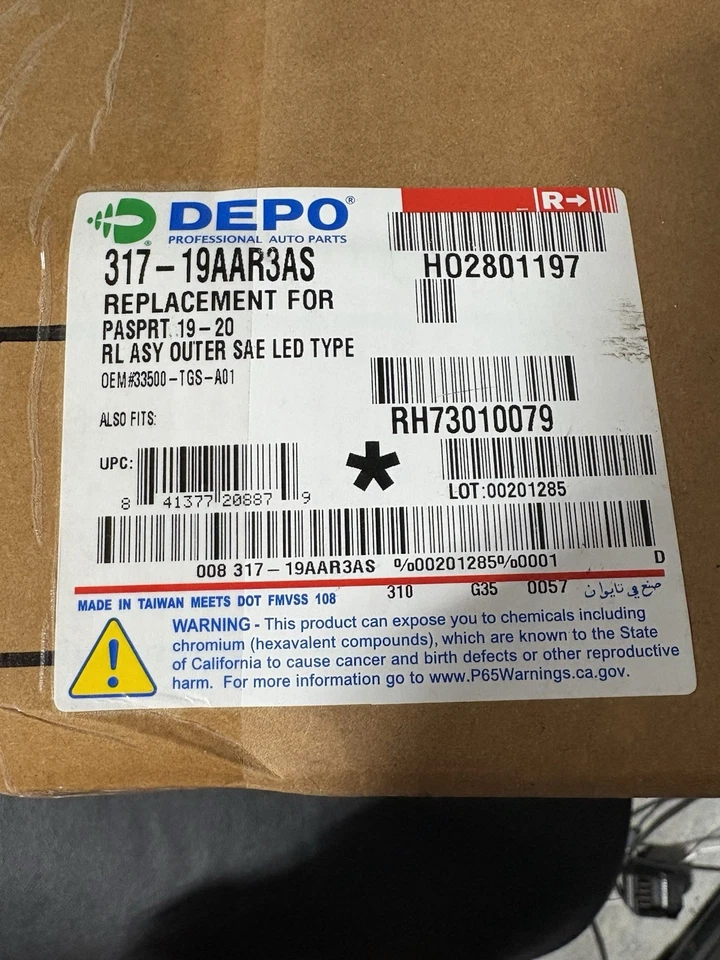 DEPO®
PROFESSIONAL AUTO PARTS
®
R→
317-19AAR3AS
HO2801197
REPLACEMENT FOR
PASPRT 19-20
RL ASY OUTER SAE LED TYPE
OEM#33500-TGS-A01
RH73010079
ALSO FITS:
*
UPC:
8 41377 20887 9
LOT:00201285
008 317-19AAR3AS %00201285%0001 D
310 G35 0057 صنع في تايوان
MADE IN TAIWAN MEETS DOT FMVSS 108
WARNING - This product can expose you to chemicals including
chromium (hexavalent compounds), which are known to the State
of California to cause cancer and birth defects or other reproductive
harm. For more information go to www.P65Warnings.ca.gov.